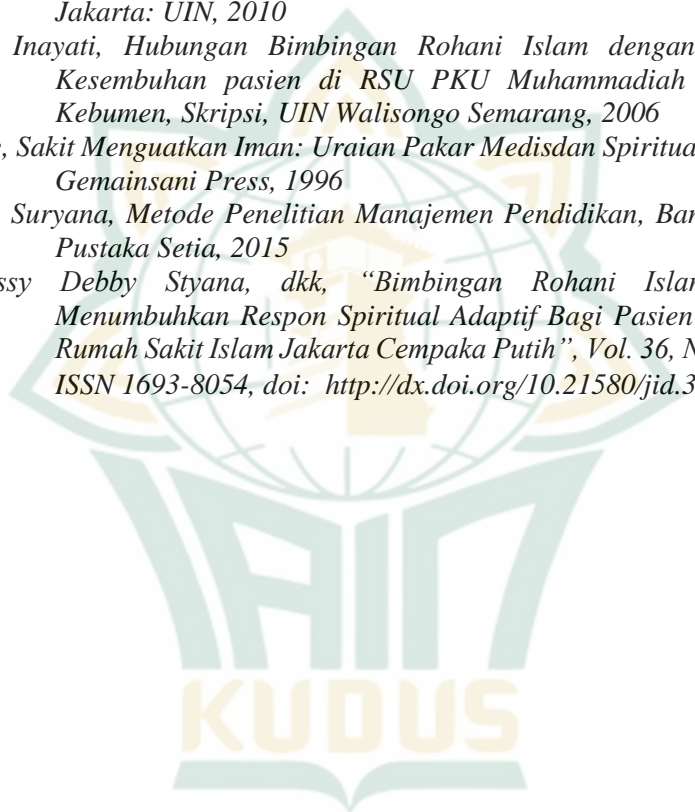 Jakarta: UIN, 2010
Inayati, Hubungan Bimbingan Rohani Islam dengan
Kesembuhan pasien di RSU PKU Muhammadiah
Kebumen, Skripsi, UIN Walisongo Semarang, 2006
, Sakit Menguatkan Iman: Uraian Pakar Medisdan Spiritua
Gemainsani Press, 1996
Suryana, Metode Penelitian Manajemen Pendidikan, Ban
Pustaka Setia, 2015
ssy Debby Styana, dkk, “Bimbingan Rohani Islam
Menumbuhkan Respon Spiritual Adaptif Bagi Pasien
Rumah Sakit Islam Jakarta Cempaka Putih”, Vol. 36, N
ISSN 1693-8054, doi: http://dx.doi.org/10.21580/jid.3
IAIN
KUDUS